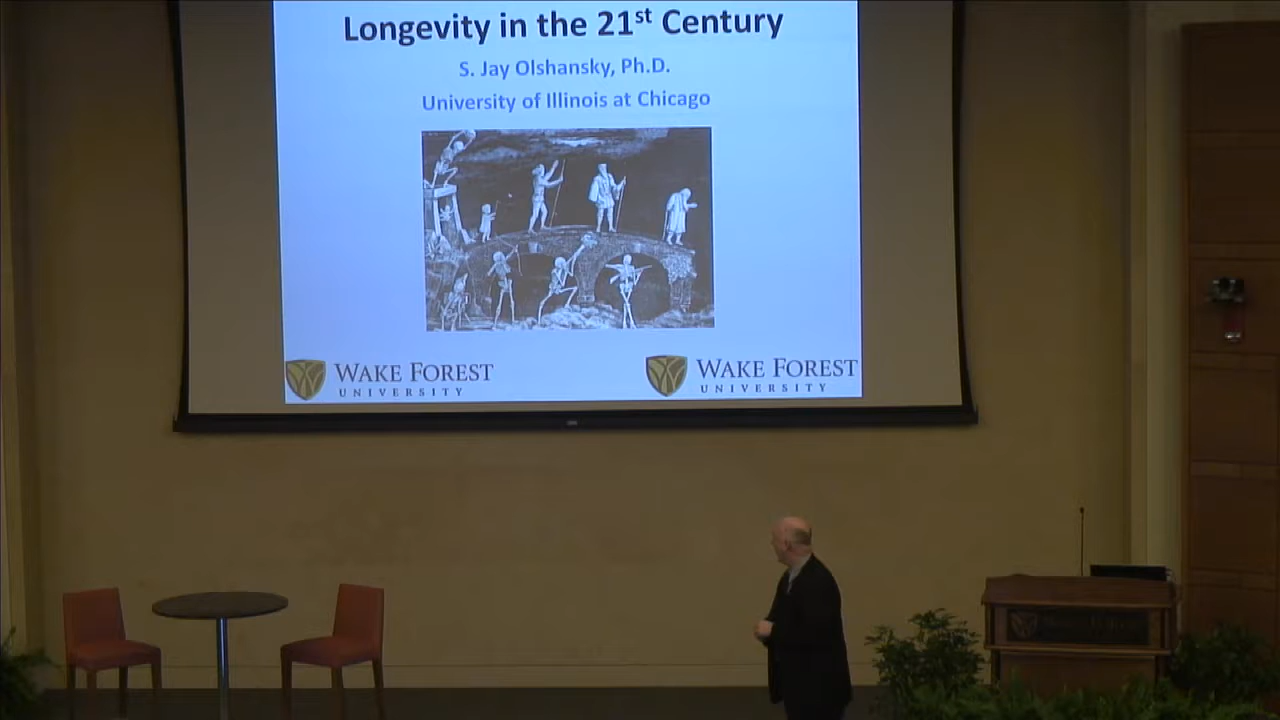 Longevity in the 21st Century
S. Jay Olshansky, Ph.D.
University of Illinois at Chicago
WAKE FOREST
UNIVERSITY
WAKE FOREST
UNIVERSITY